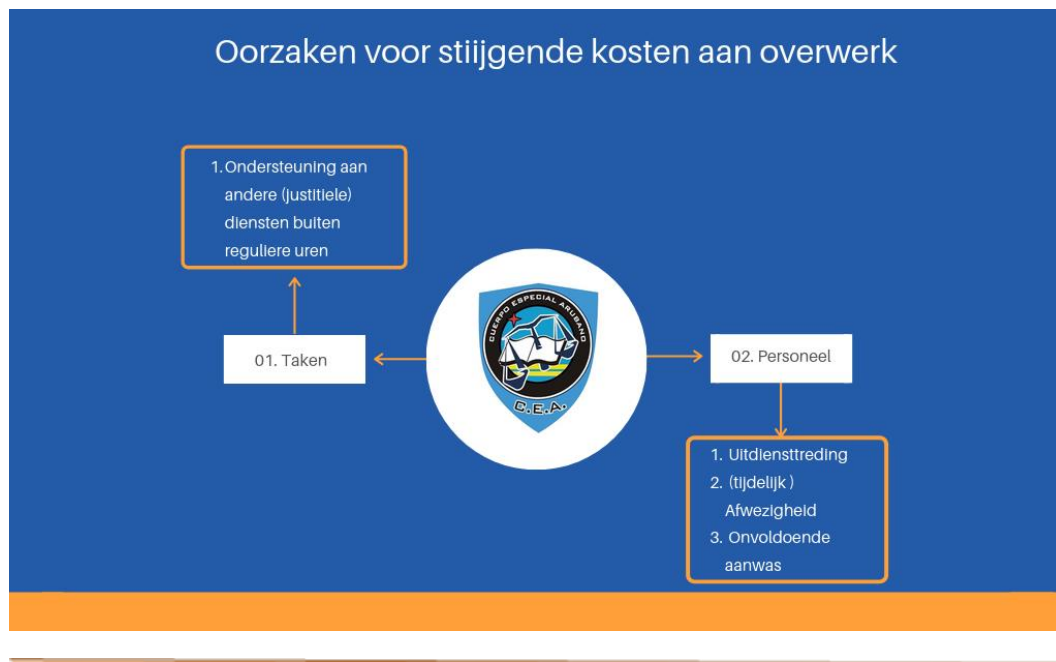 Oorzaken voor stiijgende kosten aan overwerk
1. Ondersteuning aan
andere (justitiele)
diensten buiten
reguliere uren
01. Taken
CUERPO ESPECIAL ARUBANO
C.E.A.
02. Personeel
1. Uitdiensttreding
2. (tijdelijk )
Afwezigheid
3. Onvoldoende
aanwas